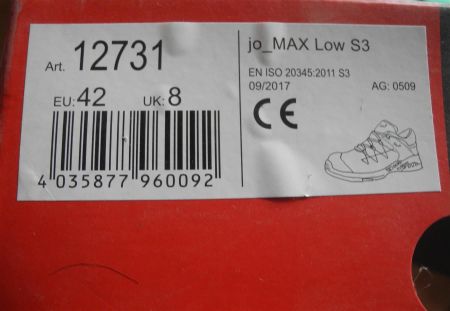 Art. 12731
EU: 42 UK: 8
4 035877 960092
jo_MAX Low S3
EN ISO 20345:2011 S3
09/2017 AG: 0509
CE